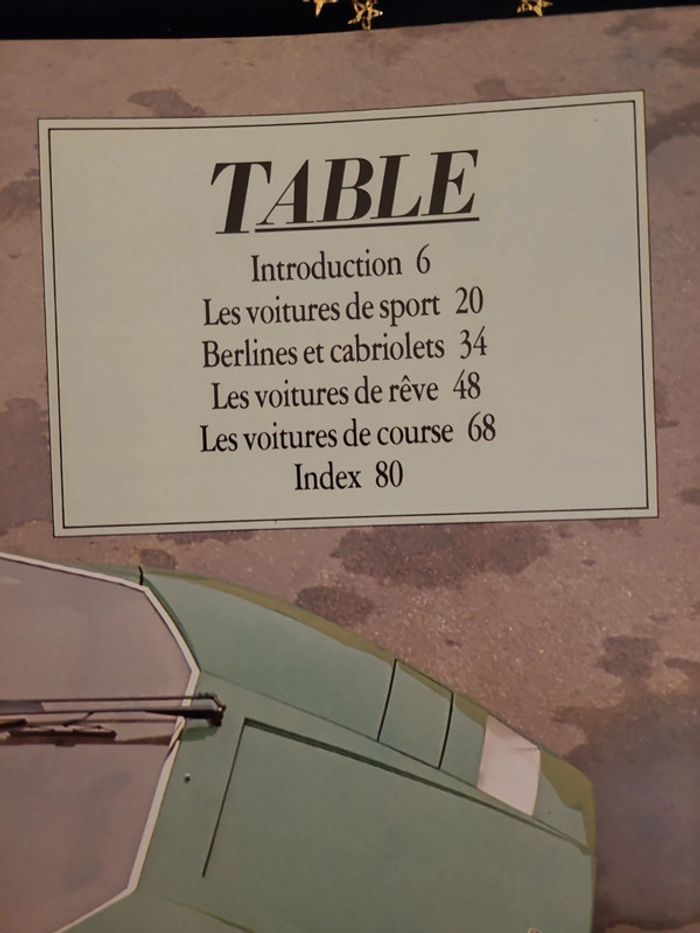 TABLE
Introduction 6
Les voitures de sport 20
Berlines et cabriolets 34
Les voitures de rêve 48
Les voitures de course 68
Index 80